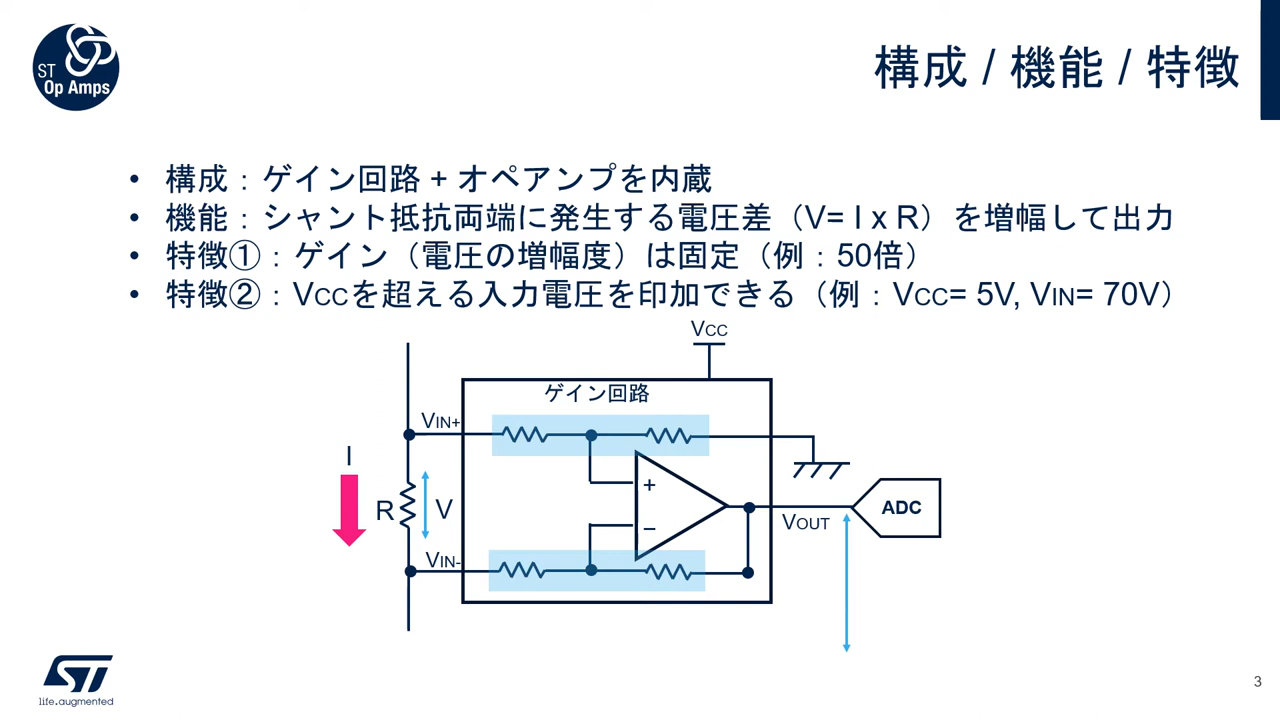 ST
Op Amps
構成 / 機能 / 特徴
• 構成：ゲイン回路 + オペアンプを内蔵
• 機能：シャント抵抗両端に発生する電圧差（V= I x R）を増幅して出力
• 特徴①：ゲイン（電圧の増幅度）は固定（例：50倍）
• 特徴②：VCCを超える入力電圧を印加できる（例：VCC= 5V, VIN= 70V）
VCC
ゲイン回路
VIN+
I
R
V
+
−
ADC
VOUT
VIN-
ST
life.augmented
3